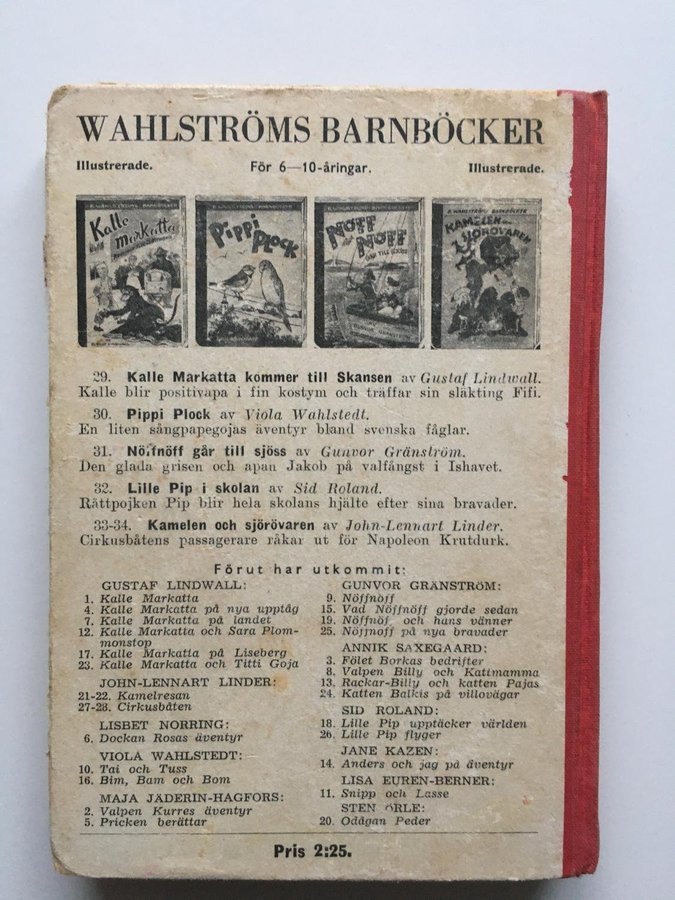 WAHLSTRÖMS BARNBÖCKER
Illustrerade. För 6—10-åringar. Illustrerade.
Kalle Markatta
Pippi Plock
Nöff Nöff
GÅR TILL SJÖSS
B. WAHLSTRÖMS BARNBÖCKER
KAMELEN och SJÖRÖVAREN
29. Kalle Markatta kommer till Skansen av Gustaf Lindwall.
Kalle blir positivapa i fin kostym och träffar sin släkting Fifi.
30. Pippi Plock av Viola Wahlstedt.
En liten sångpapegojas äventyr bland svenska fåglar.
31. Nöffnöff går till sjöss av Gunvor Gränström.
Den glada grisen och apan Jakob på valfångst i Ishavet.
32. Lille Pip i skolan av Sid Roland.
Råttpojken Pip blir hela skolans hjälte efter sina bravader.
33-34. Kamelen och sjörövaren av John-Lennart Linder.
Cirkusbåtens passagerare råkar ut för Napoleon Krutdurk.
Förut har utkommit:
GUSTAF LINDWALL:
1. Kalle Markatta
4. Kalle Markatta på nya upptåg
7. Kalle Markatta på landet
12. Kalle Markatta och Sara Plom-
monstop
17. Kalle Markatta på Liseberg
23. Kalle Markatta och Titti Goja
JOHN-LENNART LINDER:
21-22. Kamelresan
27-28. Cirkusbåten
LISBET NORRING:
6. Dockan Rosas äventyr
VIOLA WAHLSTEDT:
10. Tai och Tuss
16. Bim, Bam och Bom
MAJA JÄDERIN-HAGFORS:
2. Valpen Kurres äventyr
5. Pricken berättar
GUNVOR GRÄNSTRÖM:
9. Nöffnöff
15. Vad Nöffnöff gjorde sedan
19. Nöffnöf och hans vänner
25. Nöffnöff på nya bravader
ANNIK SAXEGAARD:
3. Fölet Borkas bedrifter
8. Valpen Billy och Kattmamma
13. Rackar-Billy och katten Pajas
24. Katten Balkis på villovägar
SID ROLAND:
18. Lille Pip upptäcker världen
26. Lille Pip flyger
JANE KAZEN:
14. Anders och jag på äventyr
LISA EUREN-BERNER:
11. Snipp och Lasse
STEN ÖRLE:
20. Odågan Peder
Pris 2:25.